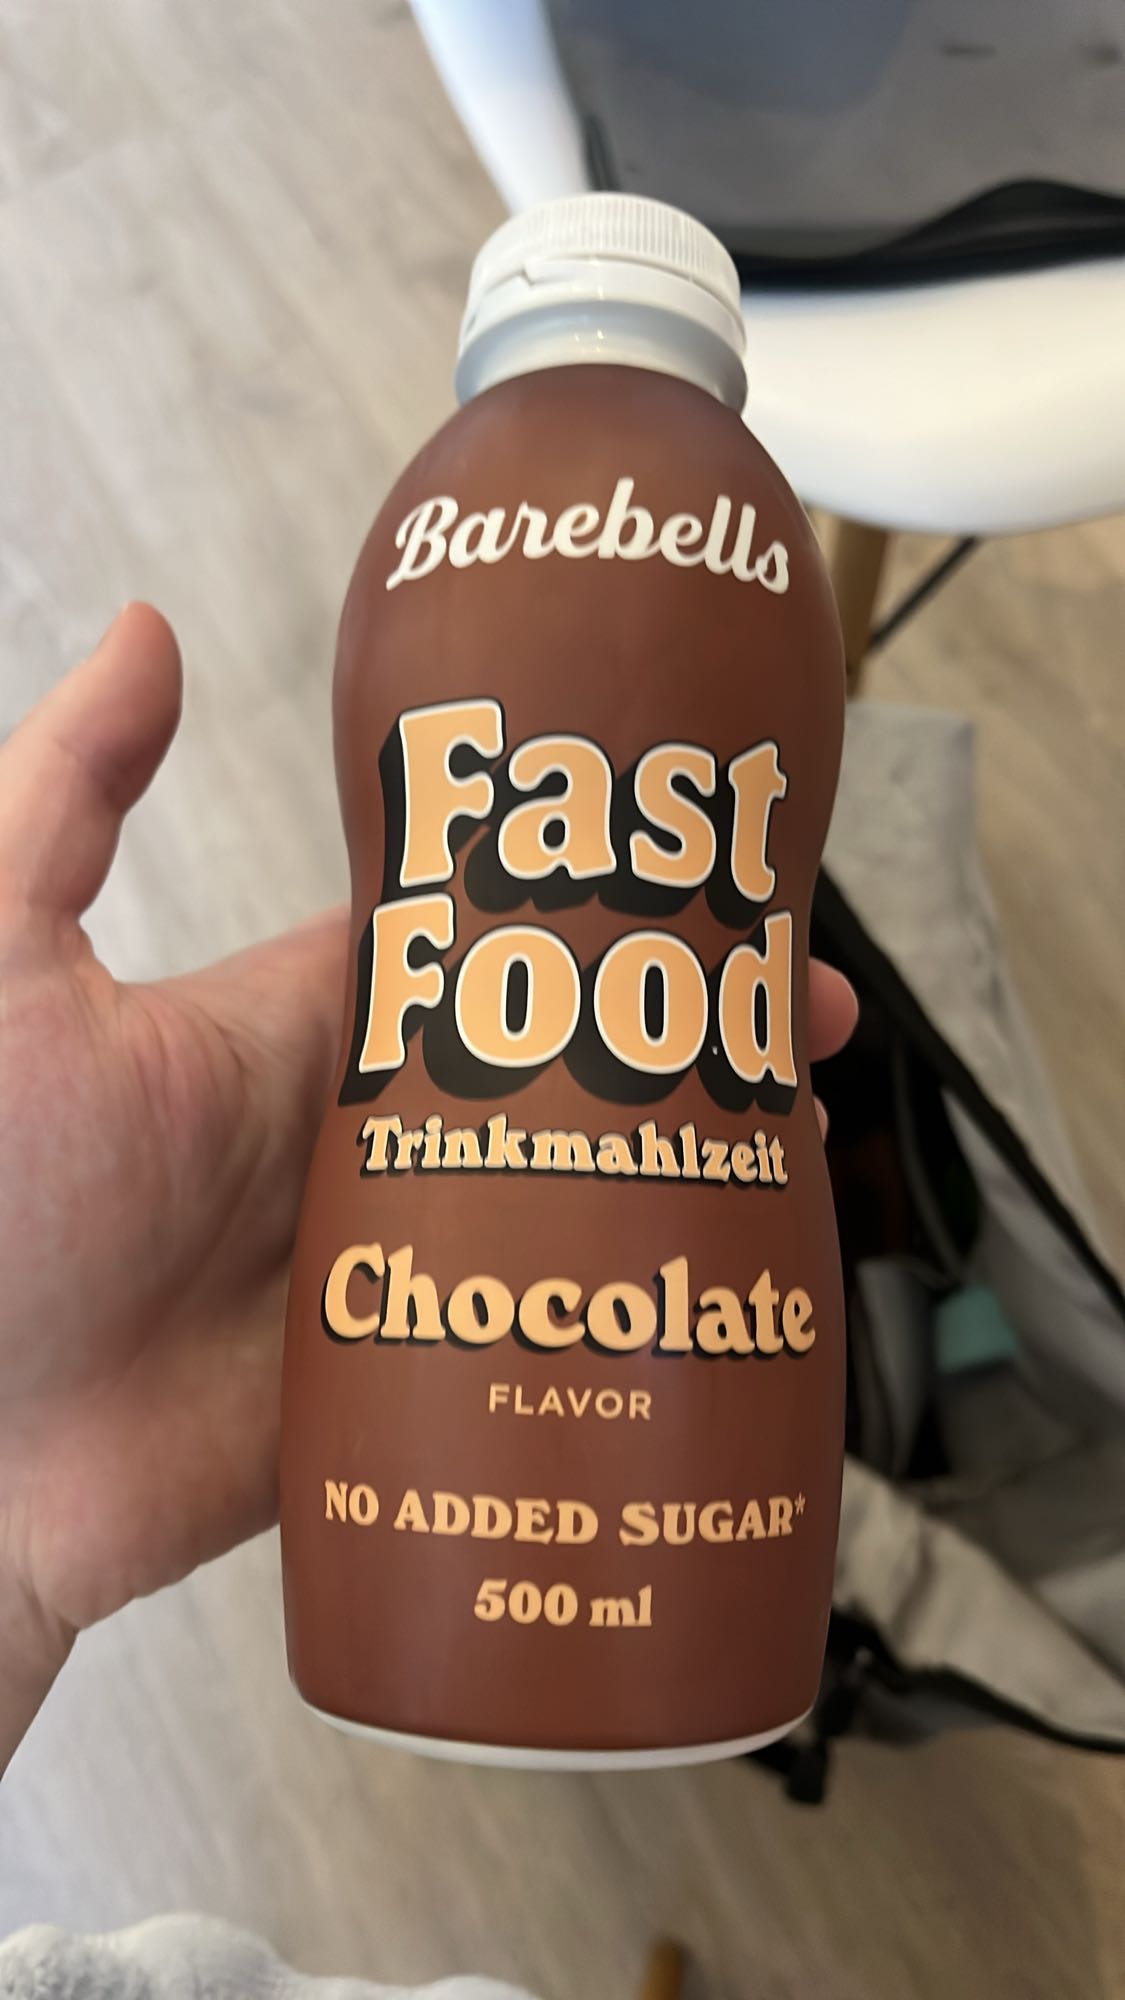 Barebells
Fast
Food
Trinkmahlzeit
Chocolate
FLAVOR
NO ADDED SUGAR*
500 ml